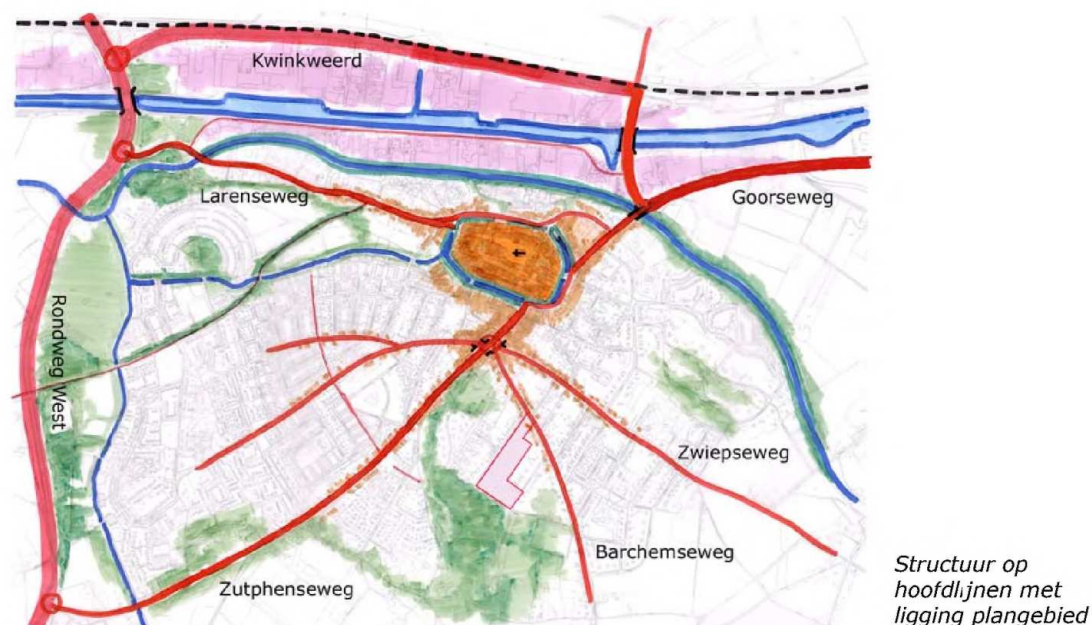 Kwinkweerd
Larenseweg
Goorseweg
Rondweg West
Zwiepseweg
Barchemseweg
Zutphenseweg
Structuur op
hoofdlijnen met
ligging plangebied